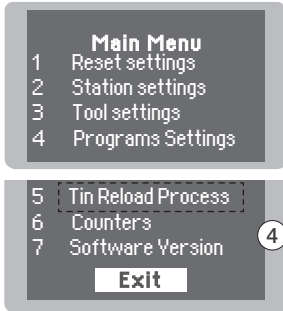 Main Menu
1 Reset settings
2 Station settings
3 Tool settings
4 Programs Settings
5 Tin Reload Process
6 Counters
7 Software Version
4
Exit